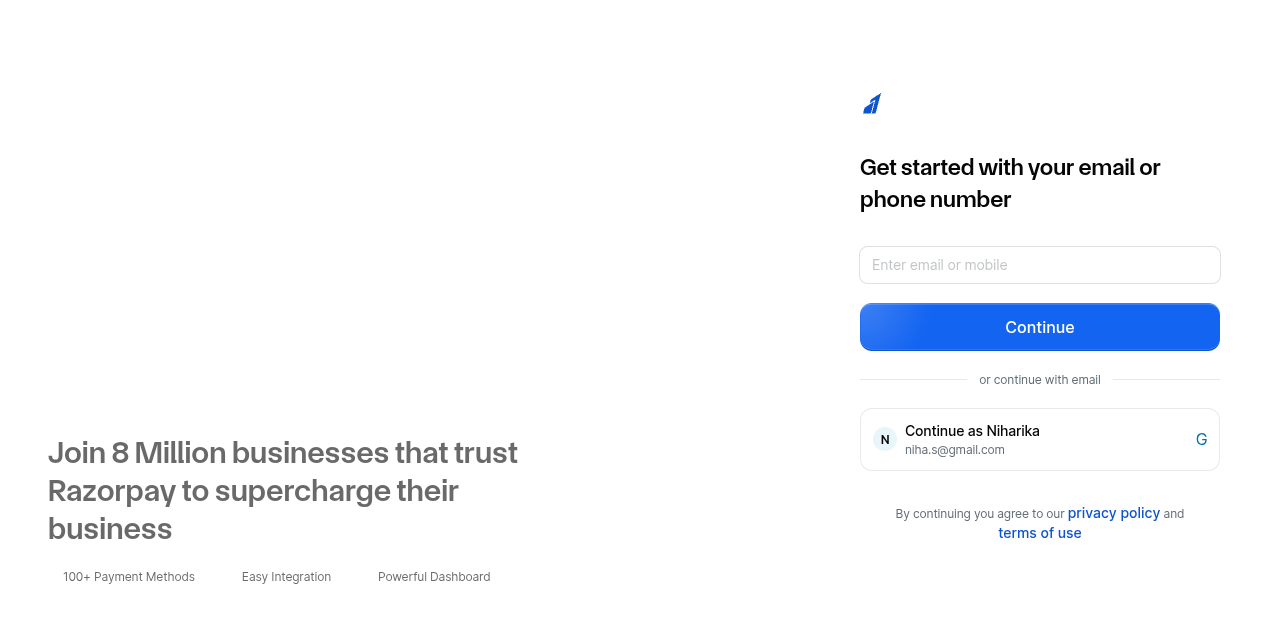 Get started with your email or
phone number
Enter email or mobile
Continue
or continue with email
N
Continue as Niharika
niha.s@gmail.com
G
By continuing you agree to our privacy policy and
terms of use
Join 8 Million businesses that trust
Razorpay to supercharge their
business
100+ Payment Methods
Easy Integration
Powerful Dashboard